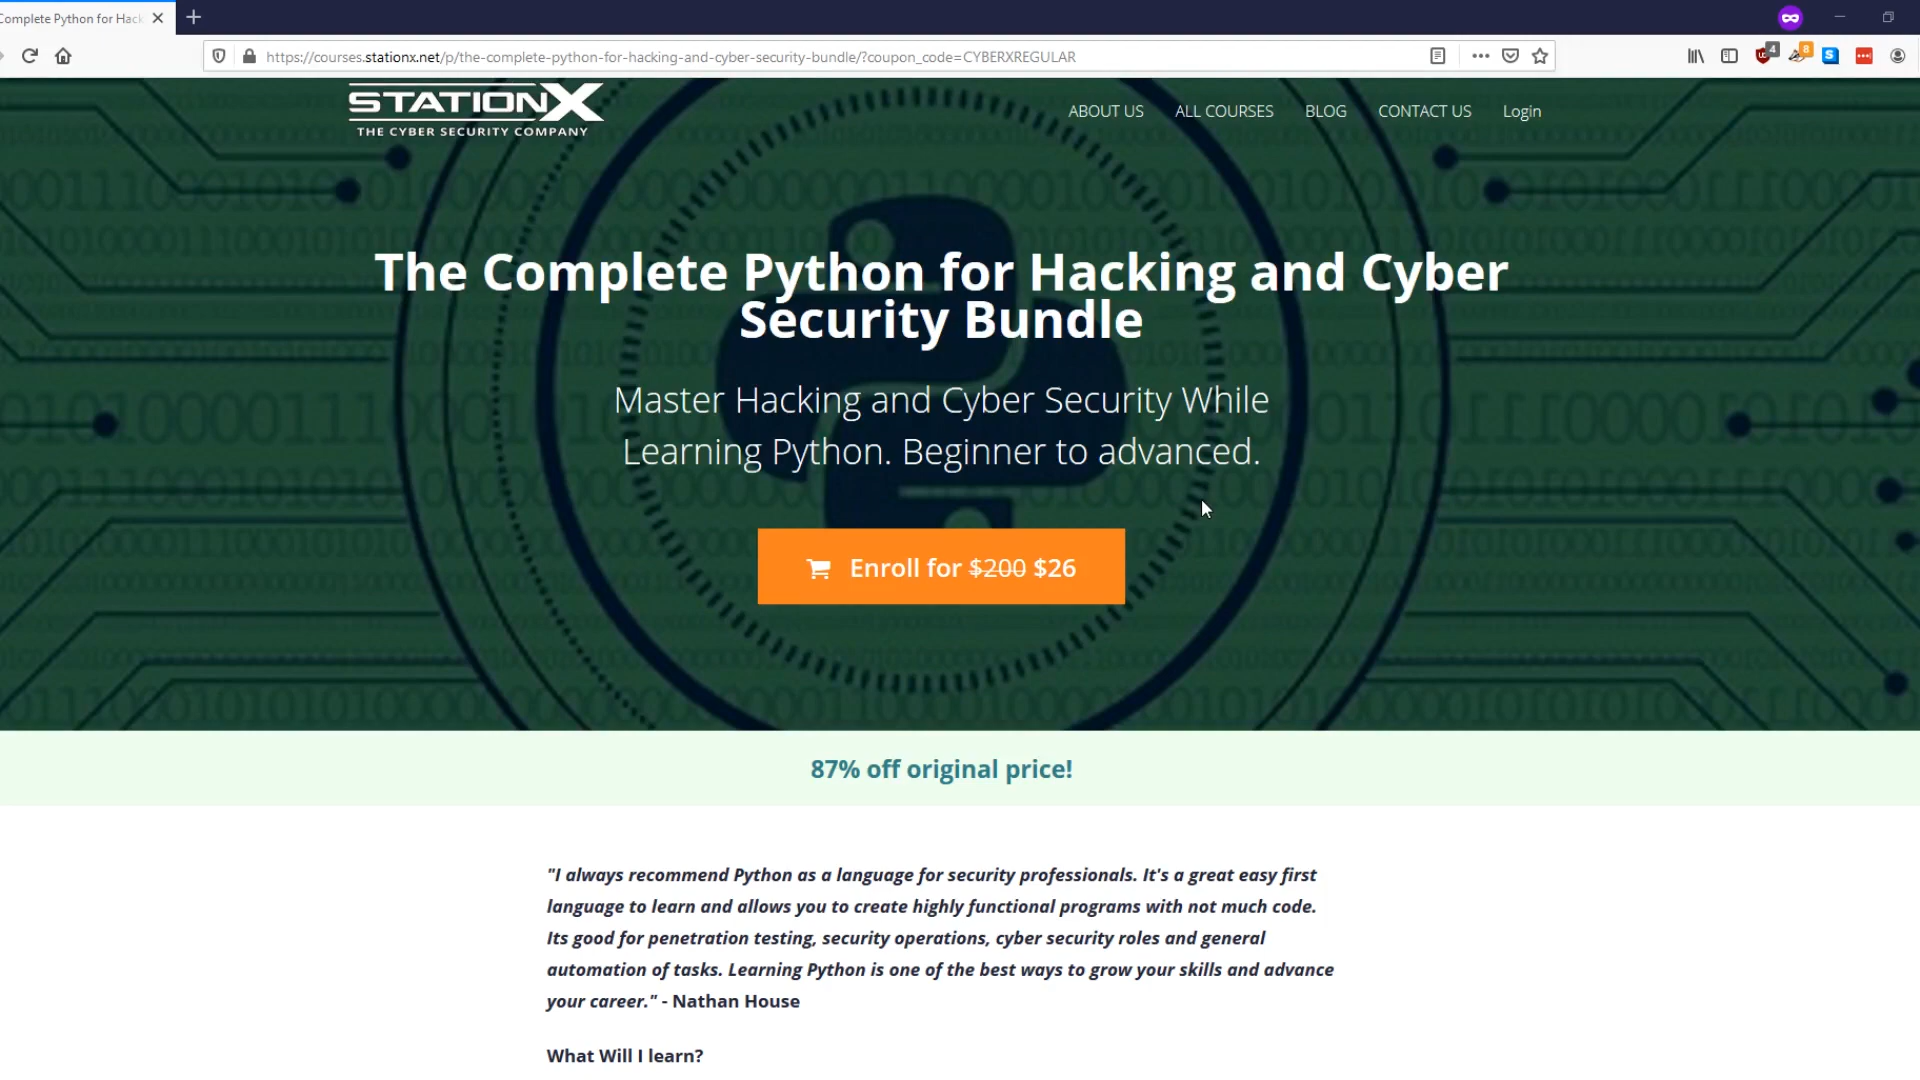 Complete Python for Hack
https://courses.stationx.net/p/the-complete-python-for-hacking-and-cyber-security-bundle/?coupon_code=CYBERXREGULAR
4
8
S
STATIONX
THE CYBER SECURITY COMPANY
ABOUT US
ALL COURSES
BLOG
CONTACT US
Login
The Complete Python for Hacking and Cyber
Security Bundle
Master Hacking and Cyber Security While
Learning Python. Beginner to advanced.
Enroll for $200 $26
87% off original price!
"I always recommend Python as a language for security professionals. It's a great easy first
language to learn and allows you to create highly functional programs with not much code.
Its good for penetration testing, security operations, cyber security roles and general
automation of tasks. Learning Python is one of the best ways to grow your skills and advance
your career." - Nathan House
What Will I learn?